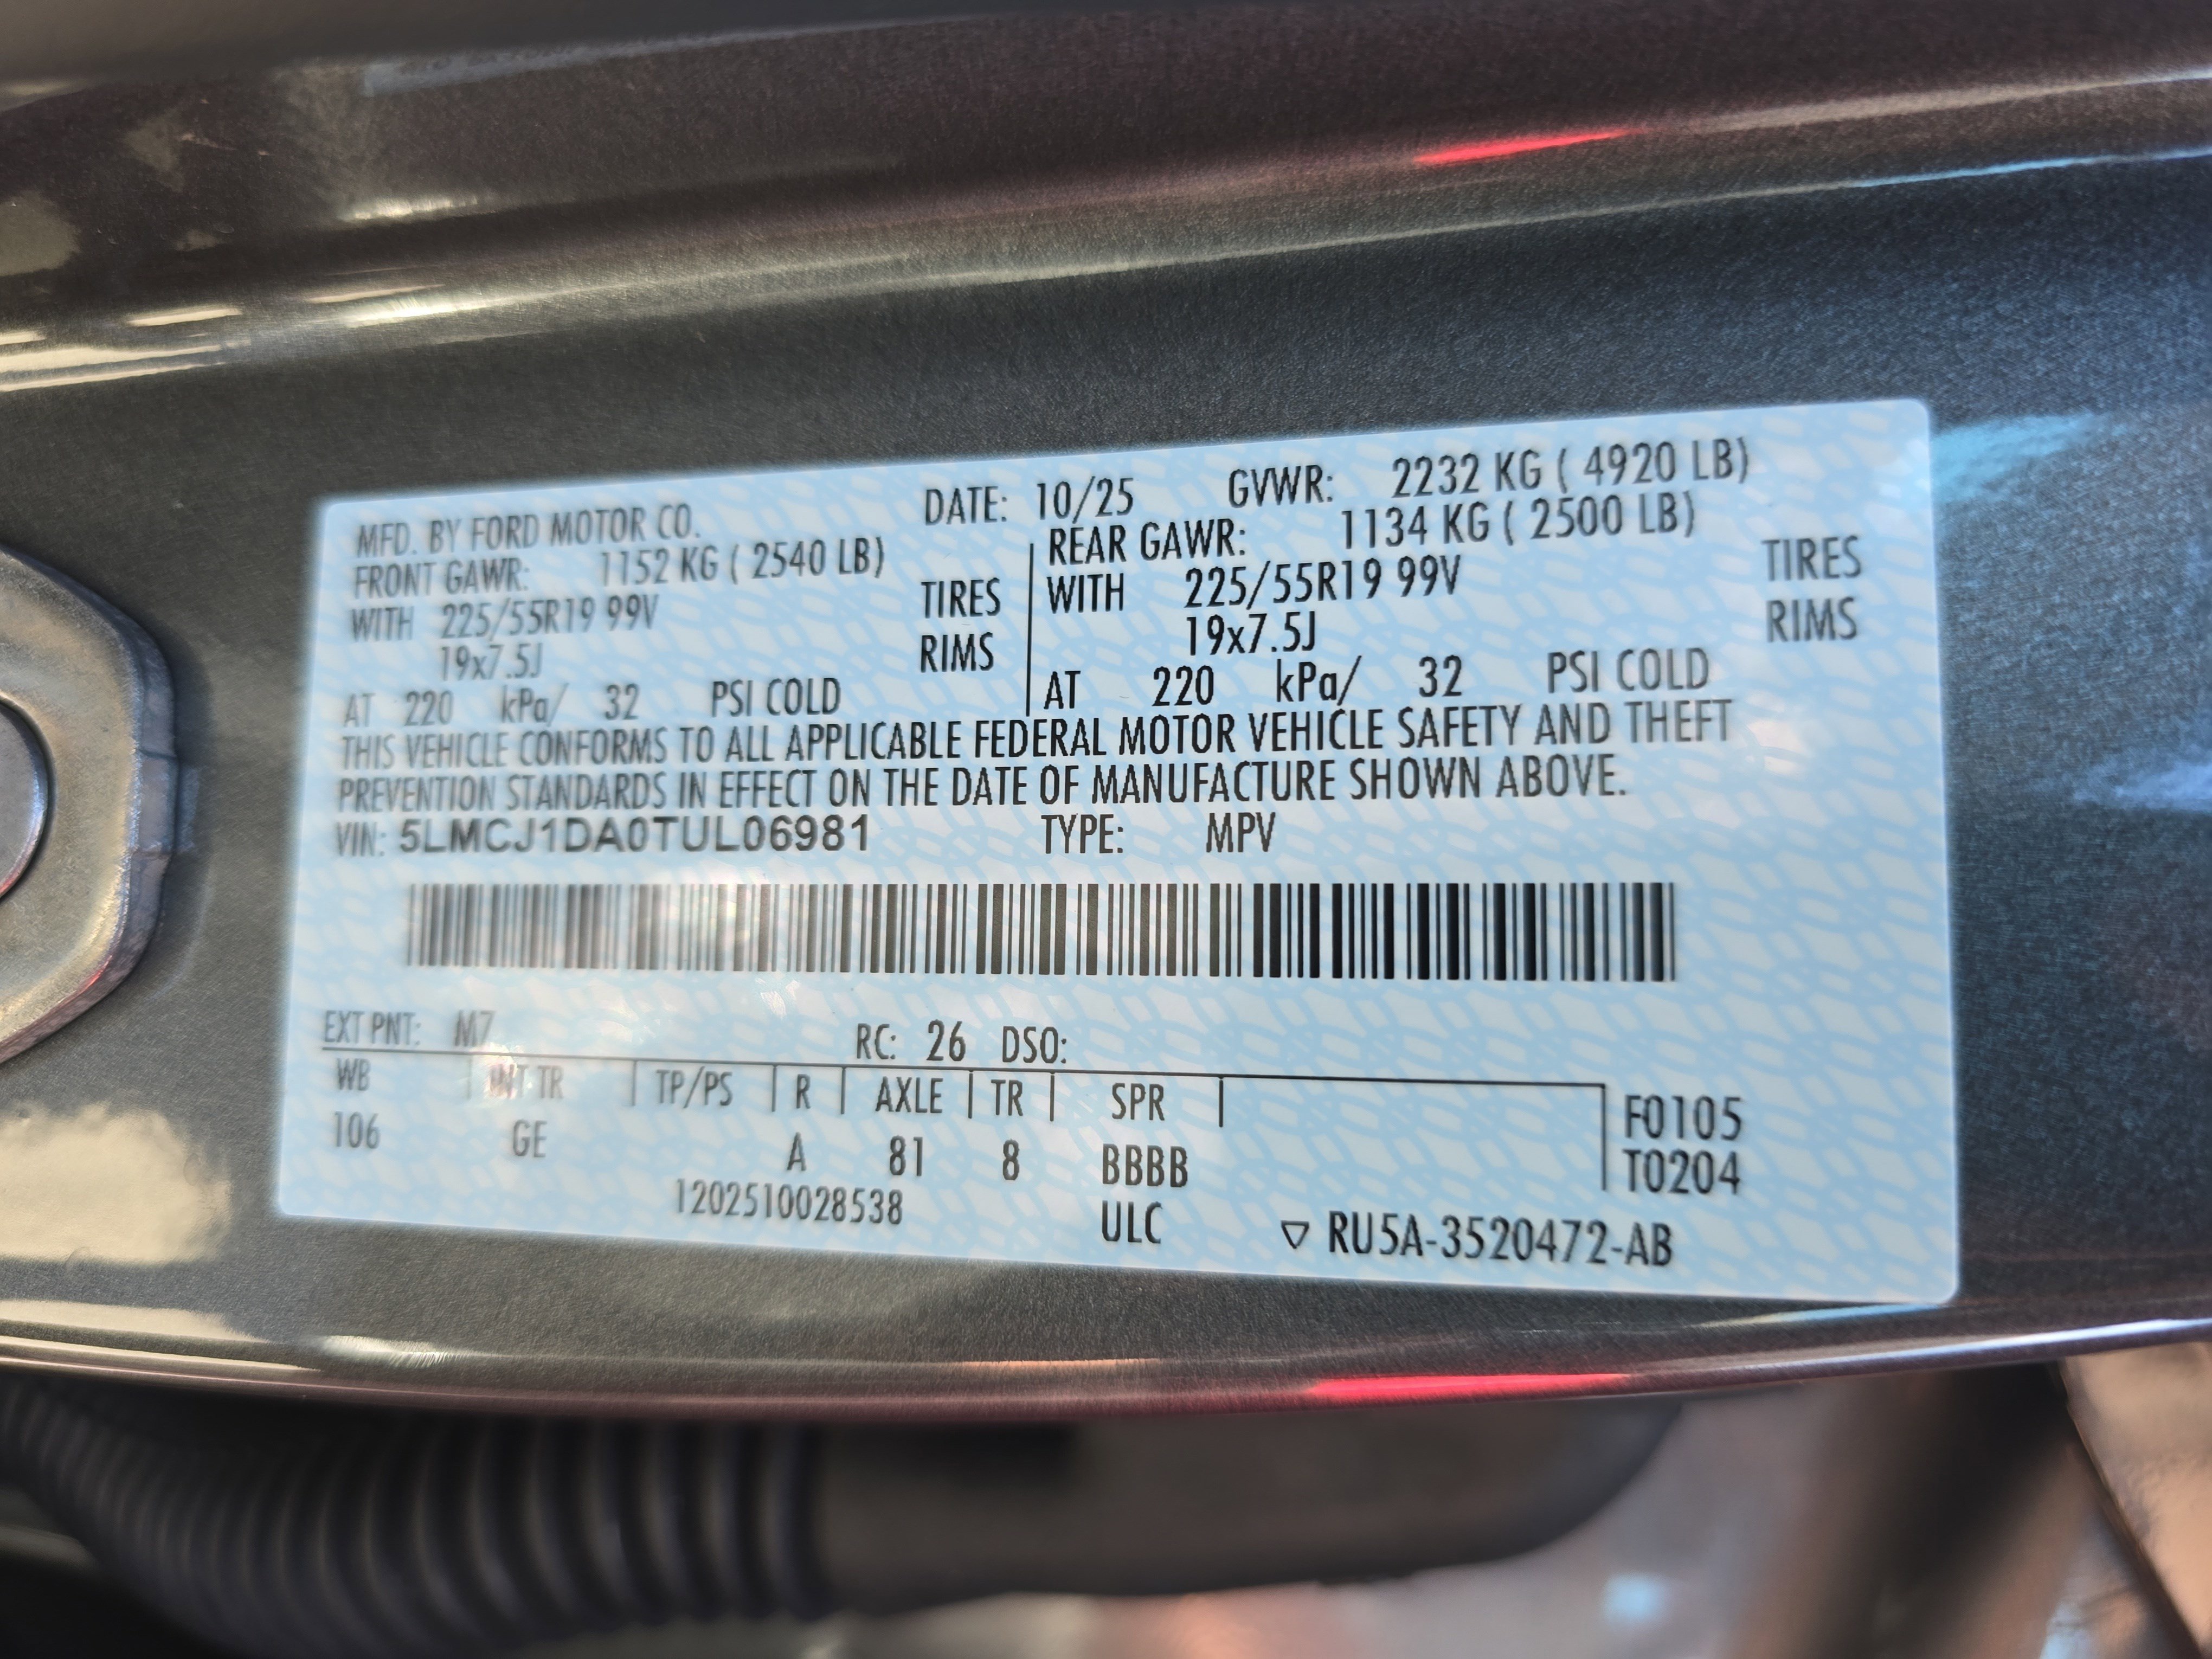 MFD. BY FORD MOTOR CO. DATE: 10/25 GVWR: 2232 KG ( 4920 LB)
FRONT GAWR: 1152 KG ( 2540 LB) REAR GAWR: 1134 KG ( 2500 LB)
WITH 225/55R19 99V TIRES WITH 225/55R19 99V TIRES
19x7.5J RIMS 19x7.5J RIMS
AT 220 kPa/ 32 PSI COLD AT 220 kPa/ 32 PSI COLD
THIS VEHICLE CONFORMS TO ALL APPLICABLE FEDERAL MOTOR VEHICLE SAFETY AND THEFT
PREVENTION STANDARDS IN EFFECT ON THE DATE OF MANUFACTURE SHOWN ABOVE.
VIN: 5LMCJ1DA0TUL06981 TYPE: MPV
EXT PNT: M7 RC: 26 DSO:
WB INT TR TP/PS R AXLE TR SPR F0105
106 GE A 81 8 BBBB T0204
1202510028538 ULC ▽ RU5A-3520472-AB